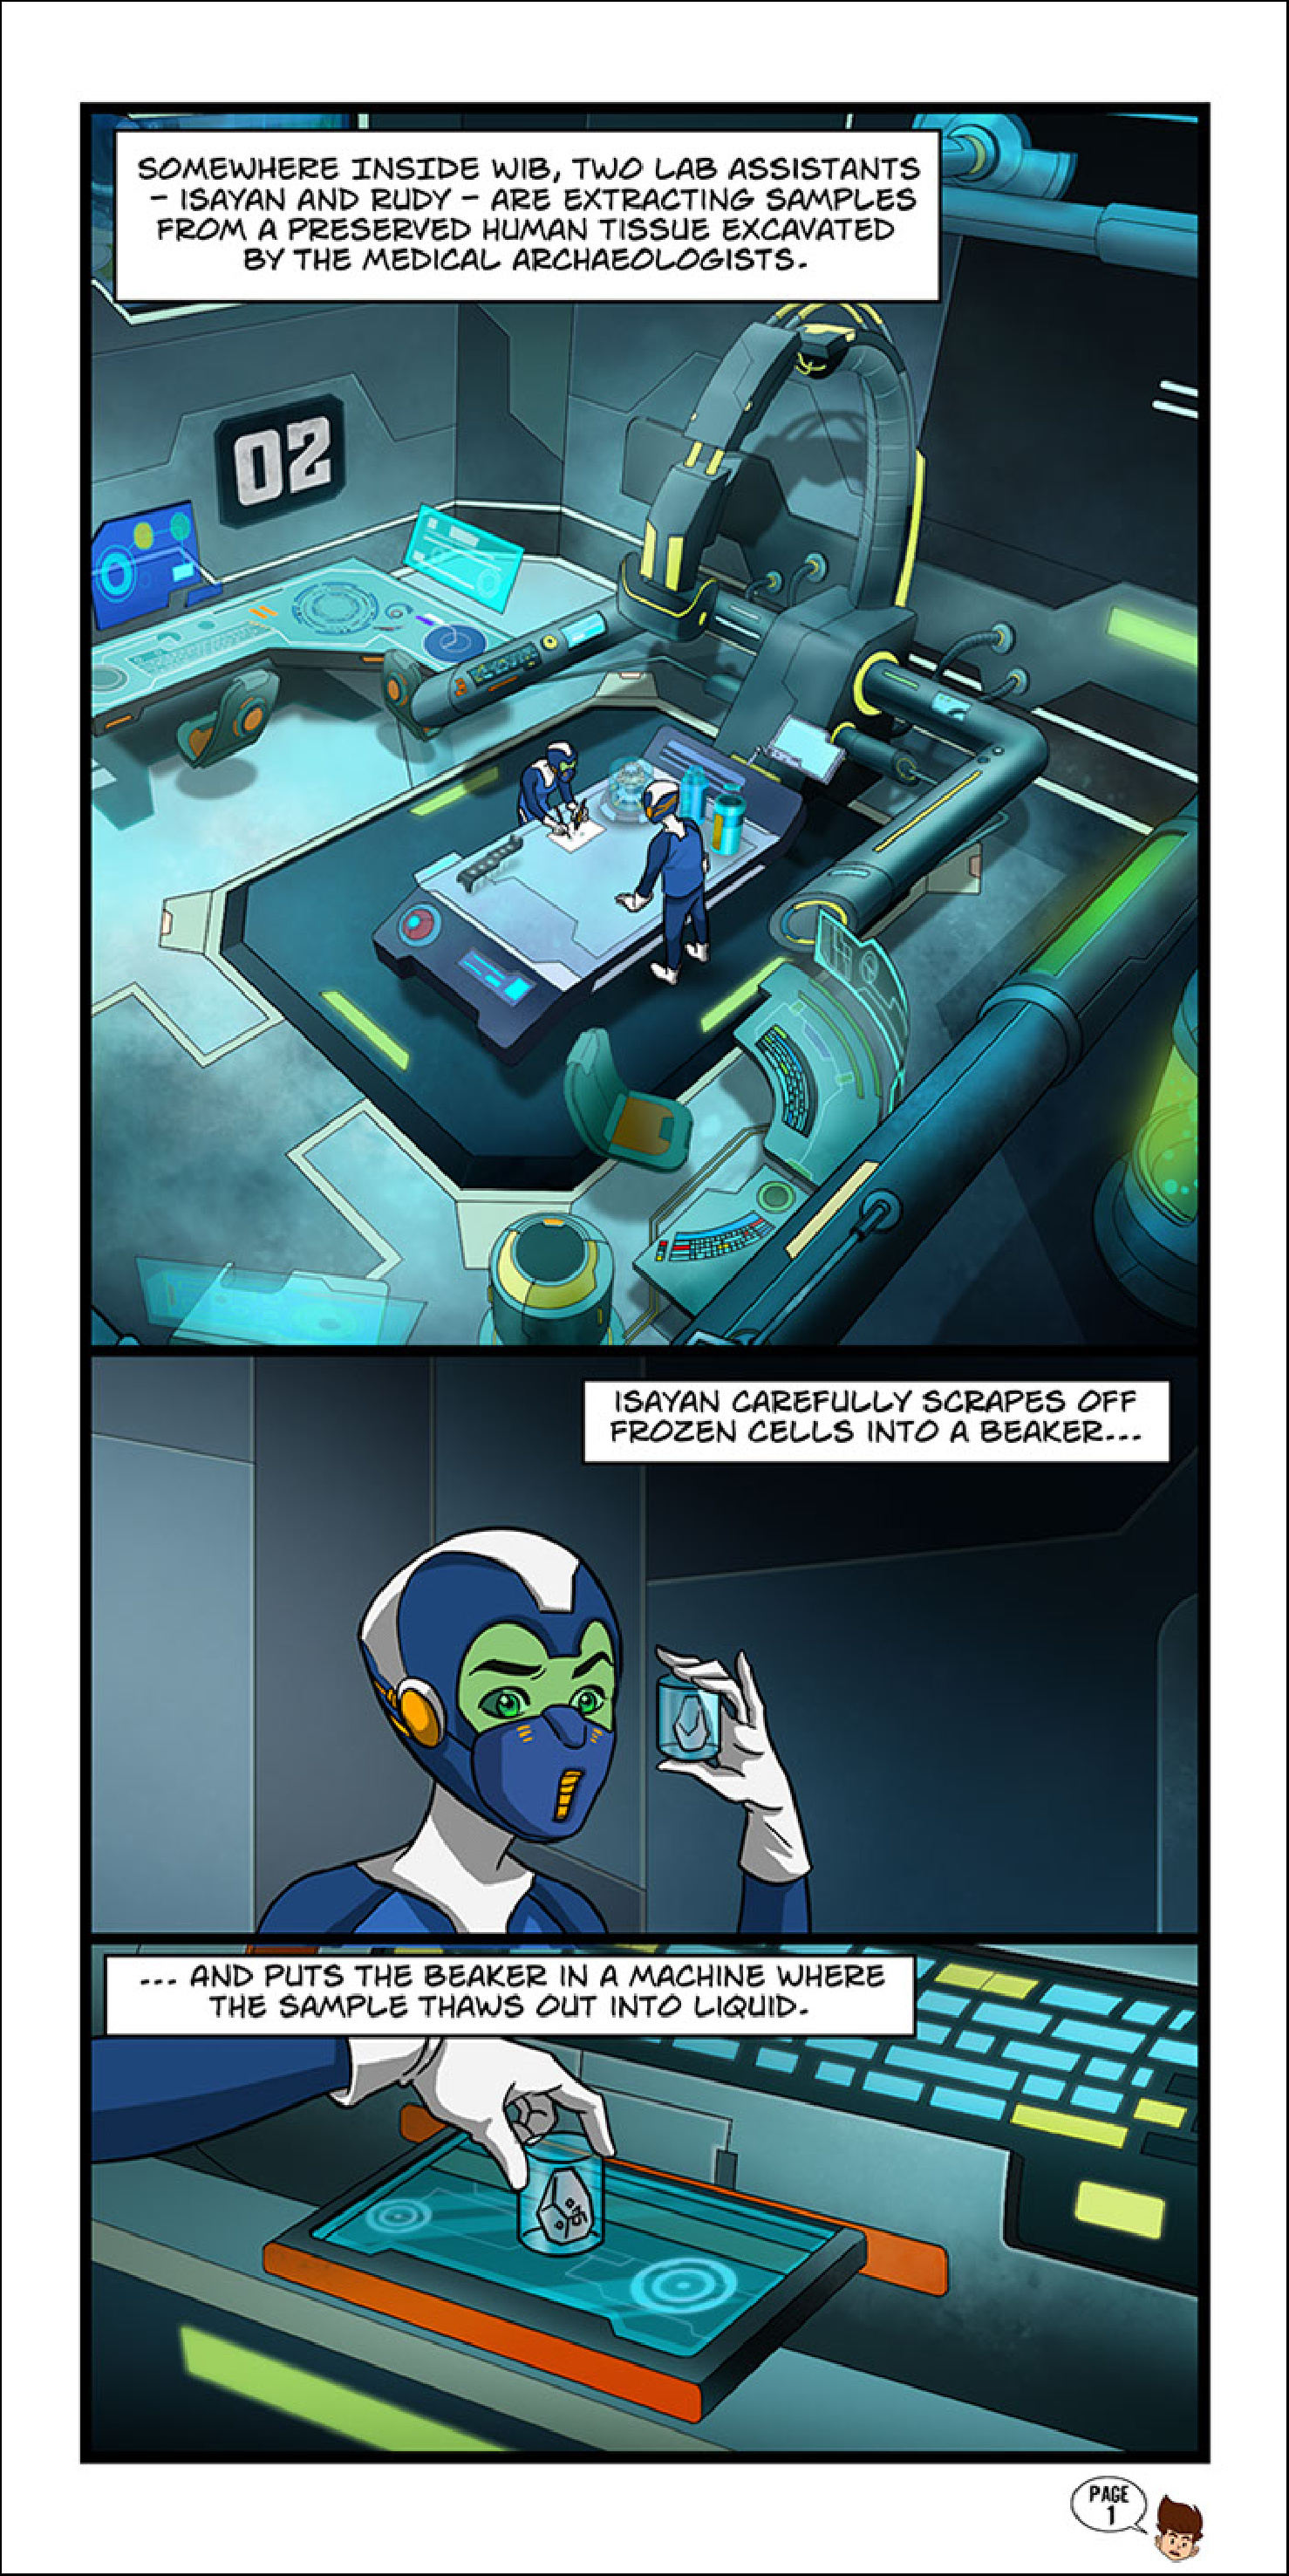 SOMEWHERE INSIDE WIB, TWO LAB ASSISTANTS
- ISAYAN AND RUDY - ARE EXTRACTING SAMPLES
FROM A PRESERVED HUMAN TISSUE EXCAVATED
BY THE MEDICAL ARCHAEOLOGISTS.
02
ISAYAN CAREFULLY SCRAPES OFF
FROZEN CELLS INTO A BEAKER...
... AND PUTS THE BEAKER IN A MACHINE WHERE
THE SAMPLE THAWS OUT INTO LIQUID.
PAGE
1